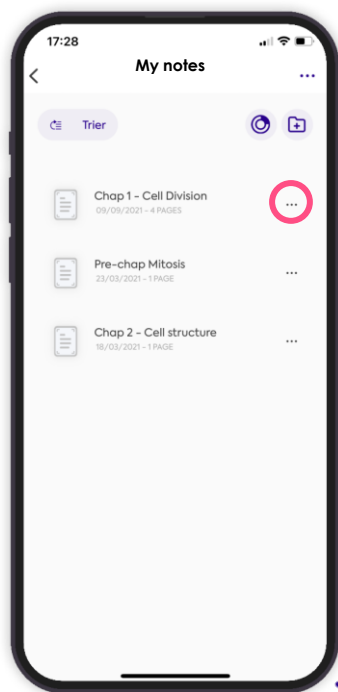 17:28
My notes
...
Trier
Chap 1 - Cell Division
09/09/2021 - 4 PAGES
...
Pre-chap Mitosis
23/03/2021 - 1 PAGE
...
Chap 2 - Cell structure
18/03/2021 - 1 PAGE
...